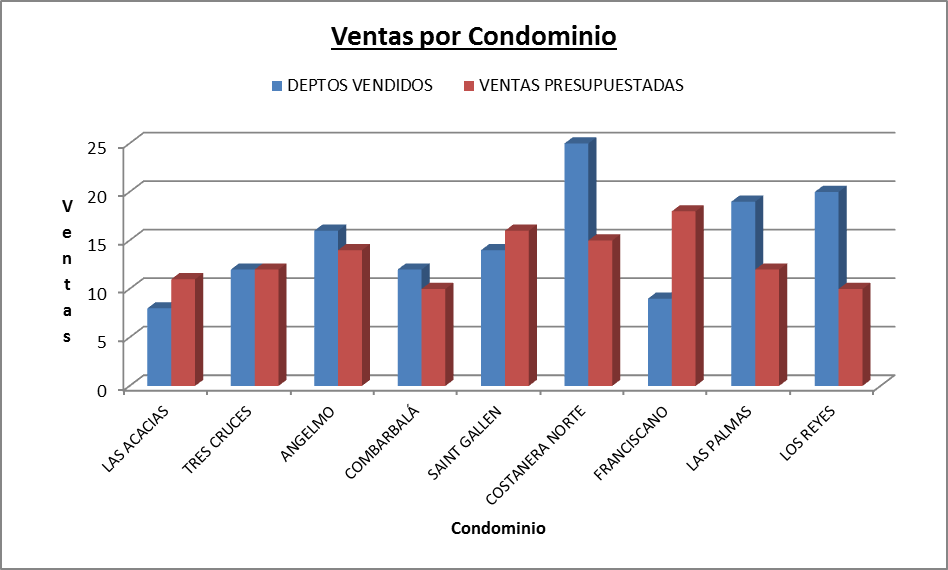 Ventas por Condominio
DEPTOS VENDIDOS VENTAS PRESUPUESTADAS
25
20
15
10
5
0
Ventas
LAS ACACIAS
TRES CRUCES
ANGELMO
COMBARBALÁ
SAINT GALLEN
COSTANERA NORTE
FRANCISCANO
LAS PALMAS
LOS REYES
Condominio